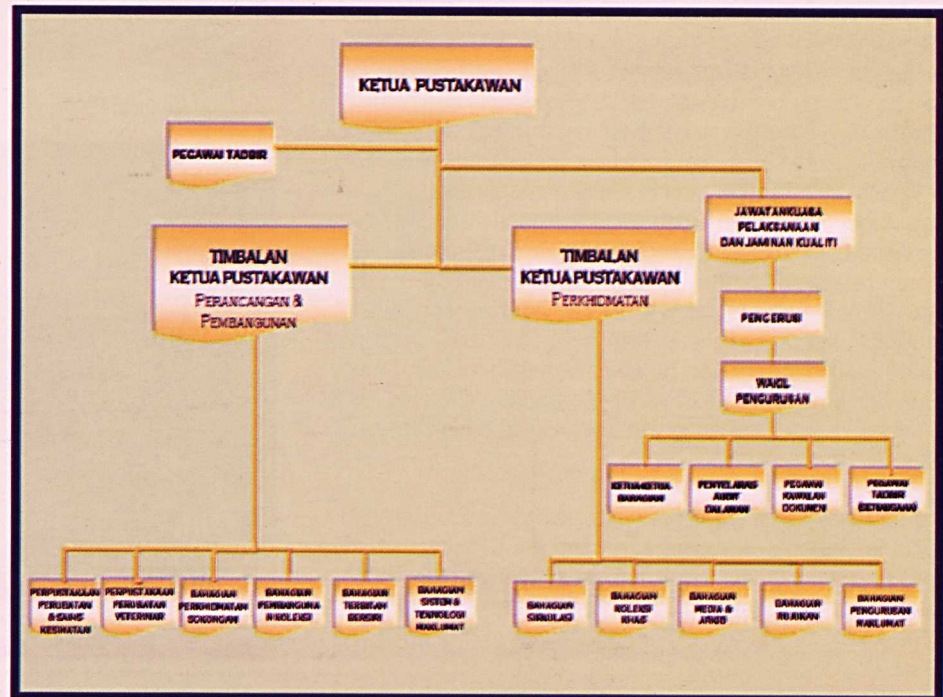 KETUA PUSTAKAWAN
PEGAWAI TADBIR
JAWATANKUASA
PELAKSANAAN
DAN JAMINAN KUALITI
TIMBALAN
KETUA PUSTAKAWAN
PERANCANGAN &
PEMBANGUNAN
TIMBALAN
KETUA PUSTAKAWAN
PERKHIDMATAN
PENGERUSI
WAKIL
PENGURUSAN
KETUA-KETUA
BAHAGIAN
PENYELARAS
AUDIT
DALAMAN
PEGAWAI
KAWALAN
DOKUMEN
PEGAWAI
TADBIR
(SETIAUSAHA)
PERPUSTAKAAN
PERUBATAN
& SAINS
KESIHATAN
PERPUSTAKAAN
PERUBATAN
VETERINAR
BAHAGIAN
PERKHIDMATAN
SOKONGAN
BAHAGIAN
PEMBANGUNA
N KOLEKSI
BAHAGIAN
TERBITAN
BERSIRI
BAHAGIAN
SISTEM &
TEKNOLOGI
MAKLUMAT
BAHAGIAN
SIRKULASI
BAHAGIAN
KOLEKSI
KHAS
BAHAGIAN
MEDIA &
ARKIB
BAHAGIAN
RUJUKAN
BAHAGIAN
PENGURUSAN
MAKLUMAT